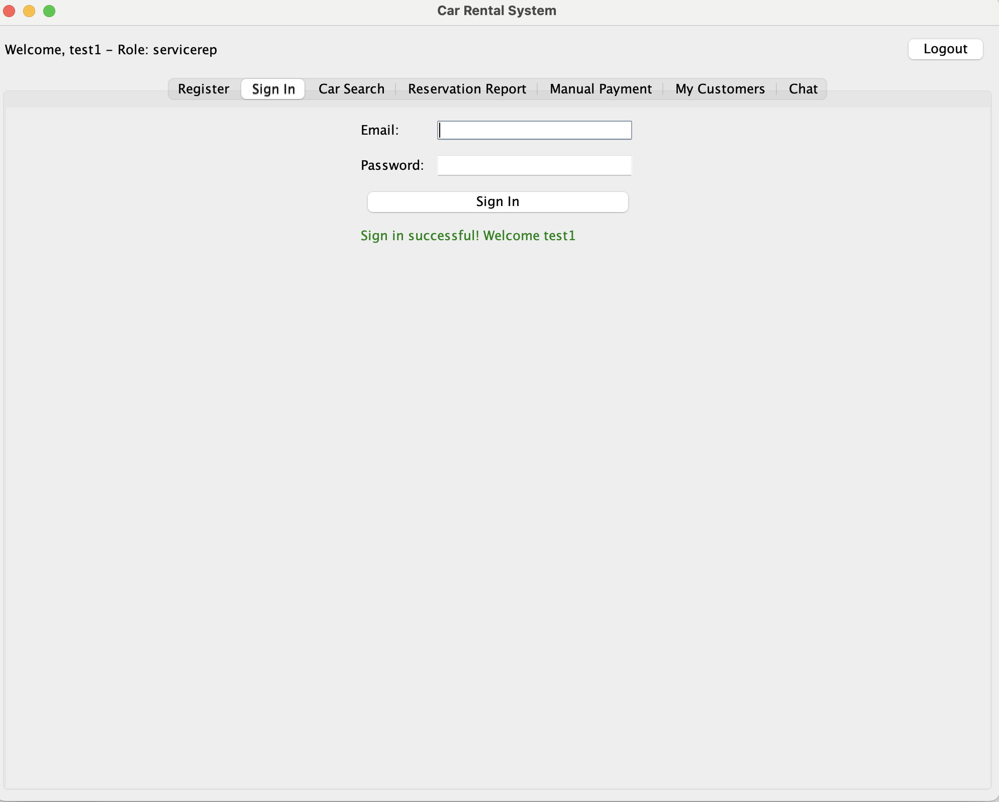 Car Rental System
Welcome, test1 – Role: servicerep
Logout
Register Sign In Car Search Reservation Report Manual Payment My Customers Chat
Email:
Password:
Sign In
Sign in successful! Welcome test1